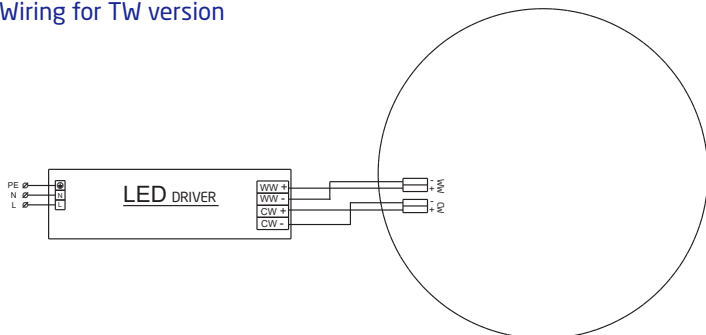 Wiring for TW version
PE
N
L
N
L
LED DRIVER
WW +
WW -
CW +
CW -
- WW
+
- CW
+